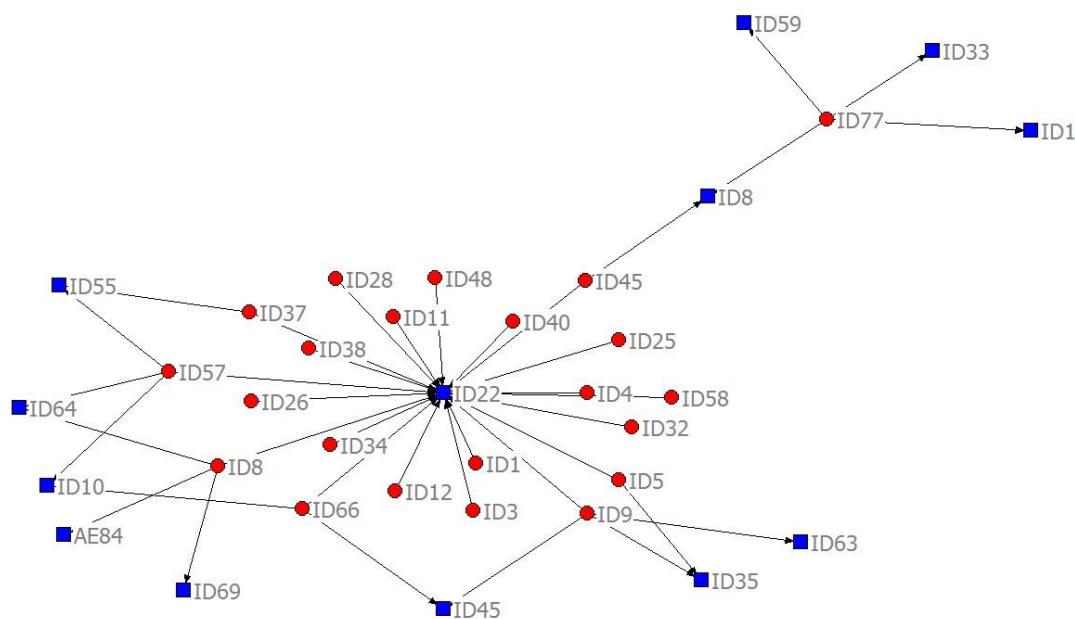 ID59
ID33
ID77
ID1
ID8
ID28
ID48
ID45
ID55
ID37
ID11
ID40
ID25
ID38
ID57
ID22
ID4
ID58
ID26
ID64
ID32
ID34
ID8
ID1
ID5
ID10
ID12
ID66
ID3
ID9
AE84
ID63
ID35
ID69
ID45